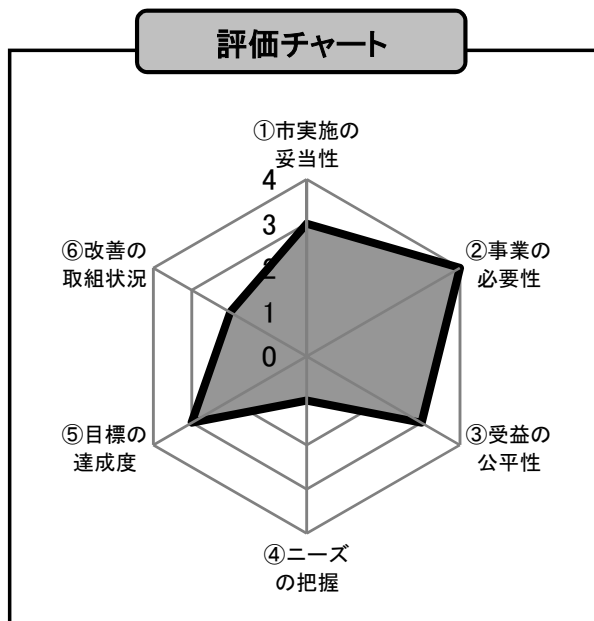 評価チャート
①市実施の
妥当性
4
3
2
1
0
②事業の
必要性
③受益の
公平性
④ニーズ
の把握
⑤目標の
達成度
⑥改善の
取組状況